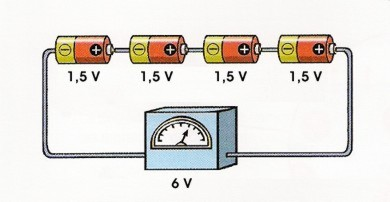 ⊖ + ⊖ + ⊖ + ⊖ +
1,5 V 1,5 V 1,5 V 1,5 V
6 V